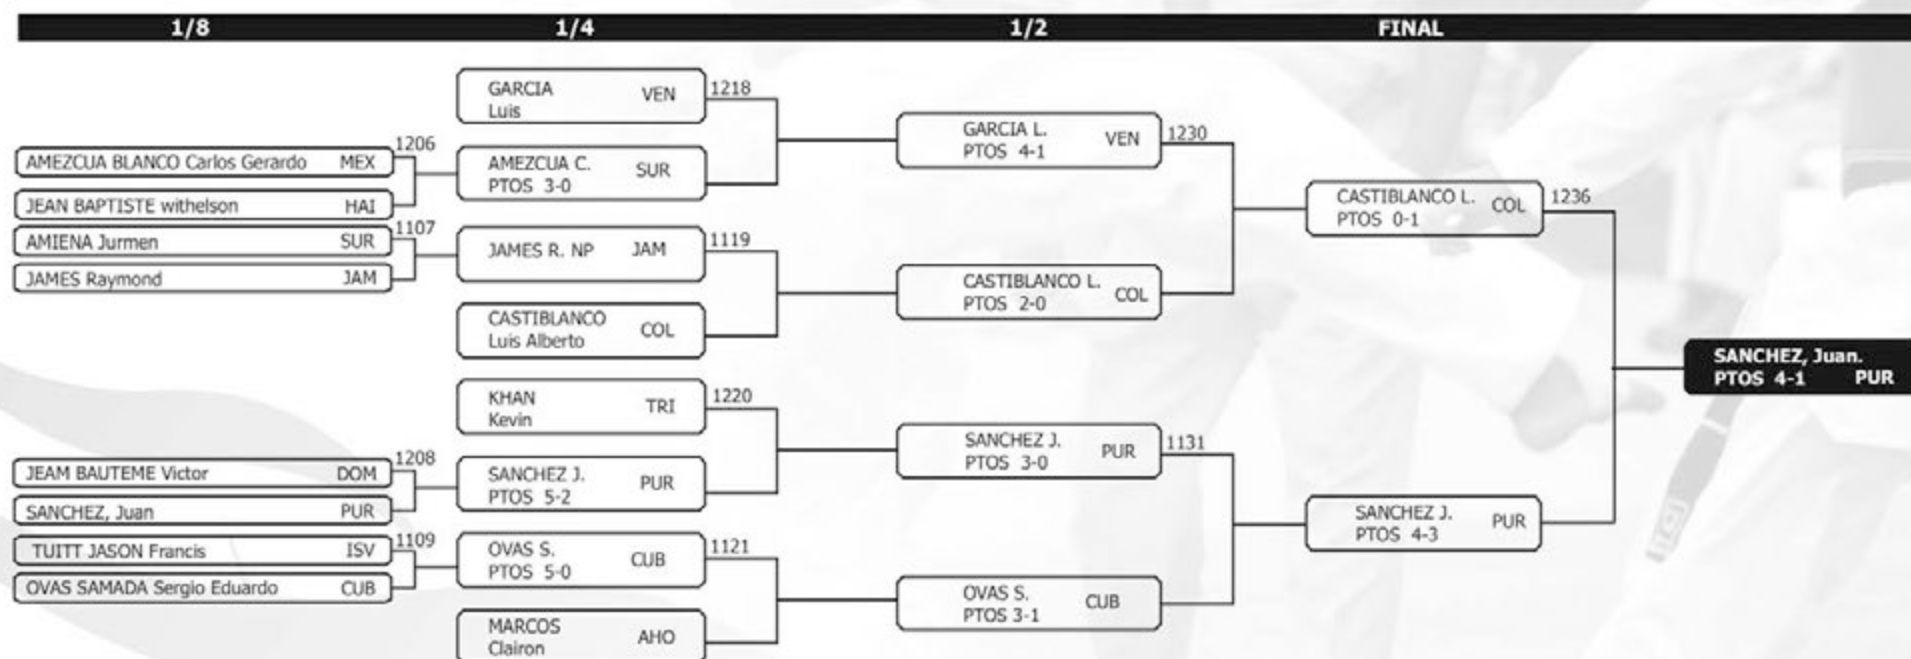 1/8 1/4 1/2 FINAL
GARCIA
Luis VEN
1218
AMEZCUA BLANCO Carlos Gerardo MEX
1206
JEAN BAPTISTE withelson HAI
AMEZCUA C. SUR
PTOS 3-0
GARCIA L. VEN
PTOS 4-1
1230
AMIENA Jurmen SUR
1107
JAMES Raymond JAM
JAMES R. NP JAM
1119
CASTIBLANCO
Luis Alberto COL
CASTIBLANCO L. COL
PTOS 2-0
CASTIBLANCO L. COL
PTOS 0-1
1236
KHAN
Kevin TRI
1220
JEAM BAUTEME Victor DOM
1208
SANCHEZ, Juan PUR
SANCHEZ J. PUR
PTOS 5-2
SANCHEZ J. PUR
PTOS 3-0
1131
TUITT JASON Francis ISV
1109
OVAS SAMADA Sergio Eduardo CUB
OVAS S. CUB
PTOS 5-0
1121
MARCOS
Clairon AHO
OVAS S. CUB
PTOS 3-1
SANCHEZ J. PUR
PTOS 4-3
SANCHEZ, Juan.
PTOS 4-1 PUR